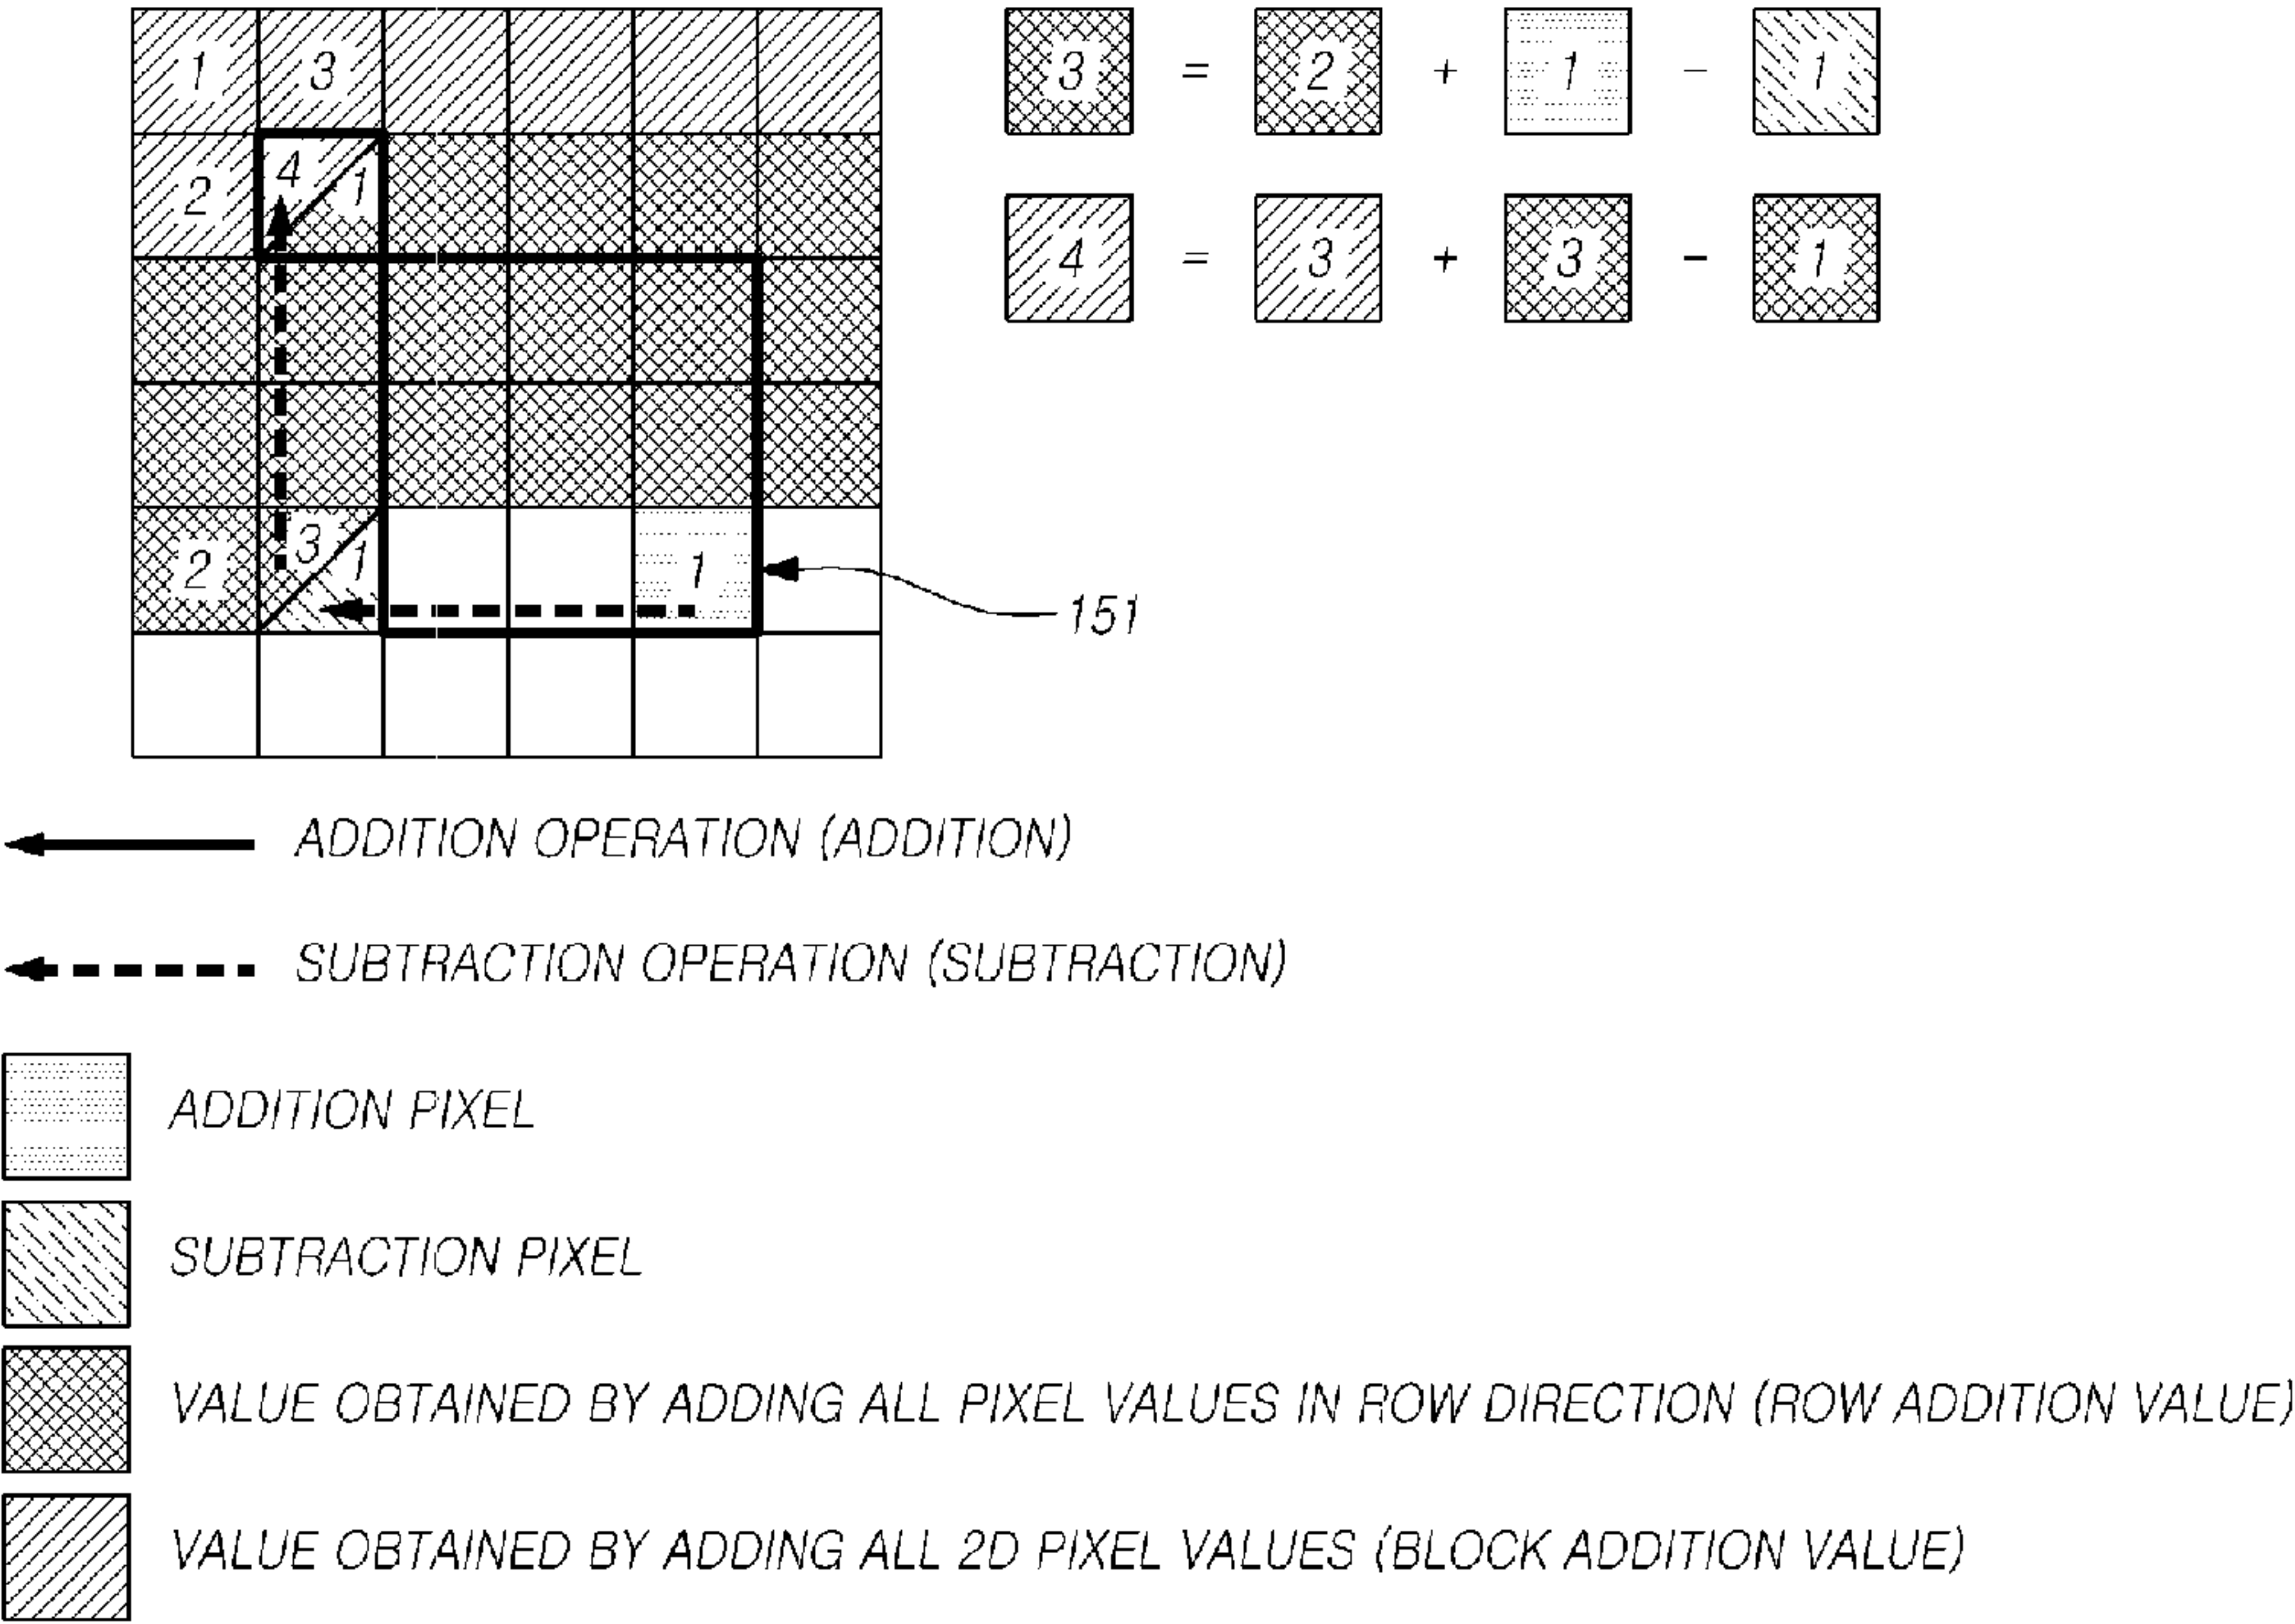 1 3
3 = 2 + 1 - 1
2 4 1
4 = 3 + 3 - 1
2 3 1 1
151
ADDITION OPERATION (ADDITION)
SUBTRACTION OPERATION (SUBTRACTION)
ADDITION PIXEL
SUBTRACTION PIXEL
VALUE OBTAINED BY ADDING ALL PIXEL VALUES IN ROW DIRECTION (ROW ADDITION VALUE)
VALUE OBTAINED BY ADDING ALL 2D PIXEL VALUES (BLOCK ADDITION VALUE)